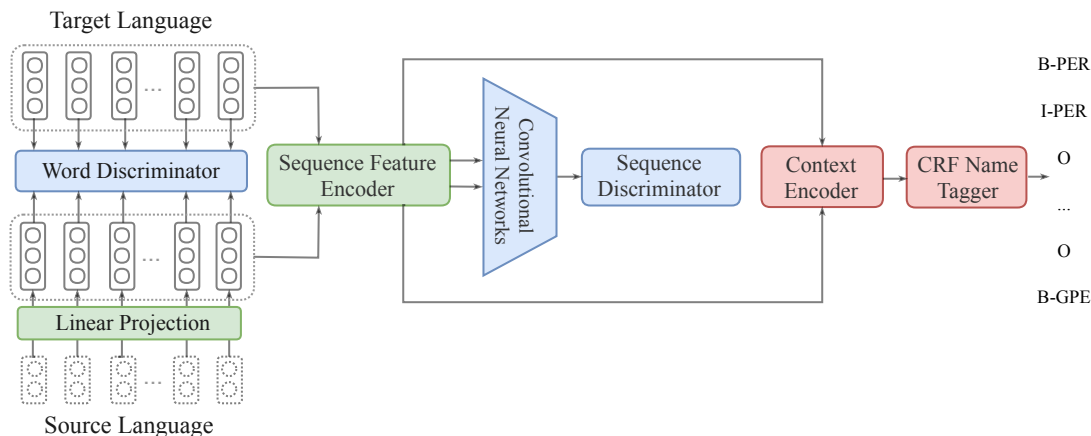 Target Language
...
Word Discriminator
...
Linear Projection
...
Source Language
Sequence Feature
Encoder
Convolutional
Neural Networks
Sequence
Discriminator
Context
Encoder
CRF Name
Tagger
B-PER
I-PER
O
...
O
B-GPE